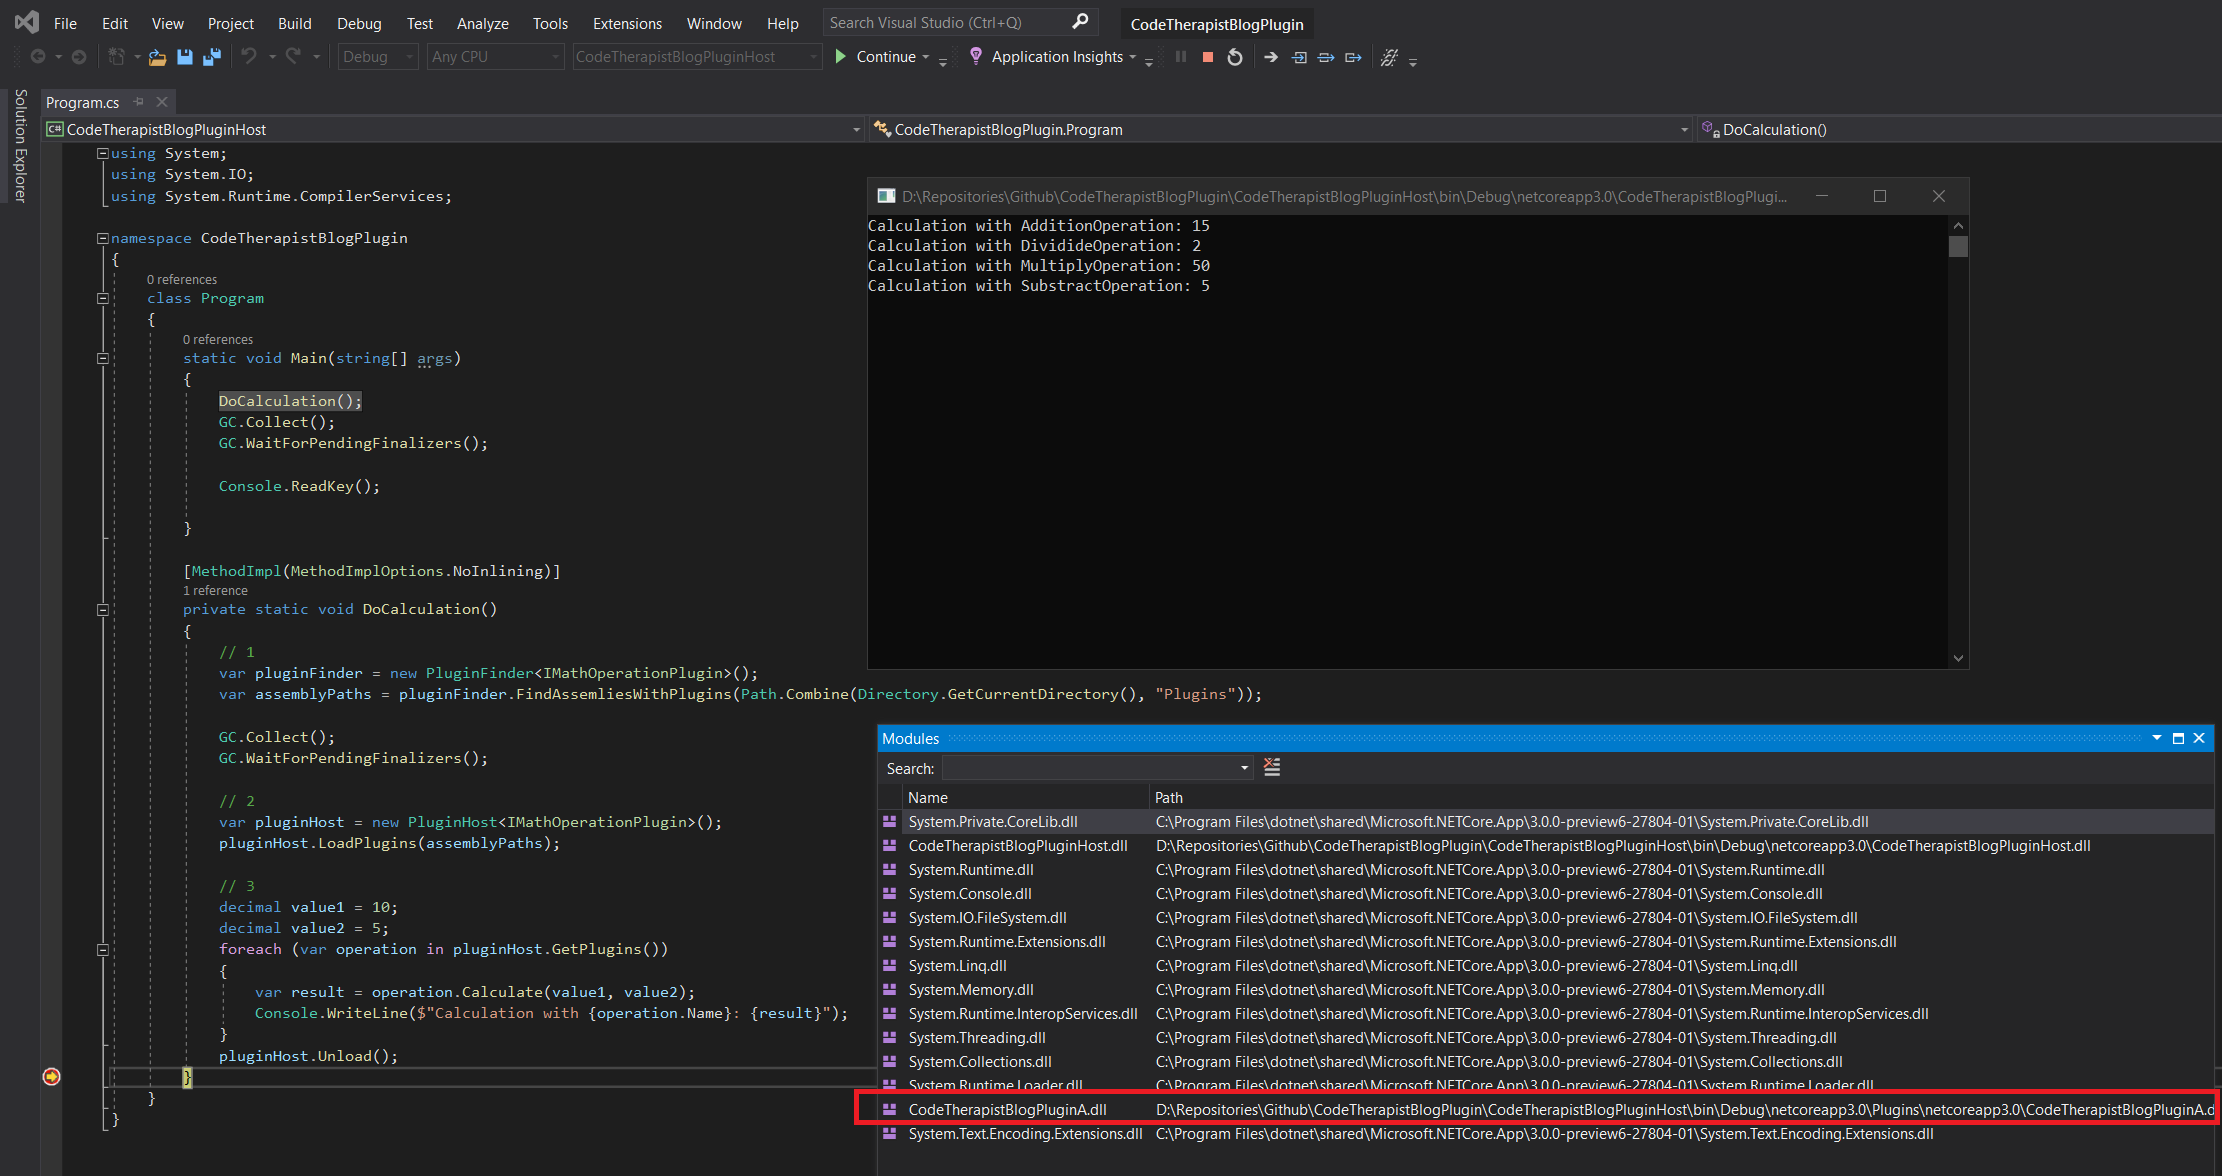 File Edit View Project Build Debug Test Analyze Tools Extensions Window Help Search Visual Studio (Ctrl+Q) CodeTherapistBlogPlugin
Debug Any CPU CodeTherapistBlogPluginHost Continue Application Insights
Solution Explorer
Program.cs
C# CodeTherapistBlogPluginHost CodeTherapistBlogPlugin.Program DoCalculation()
using System;
using System.IO;
using System.Runtime.CompilerServices;
namespace CodeTherapistBlogPlugin
{
0 references
class Program
{
0 references
static void Main(string[] args)
{
DoCalculation();
GC.Collect();
GC.WaitForPendingFinalizers();
Console.ReadKey();
}
[MethodImpl(MethodImplOptions.NoInlining)]
1 reference
private static void DoCalculation()
{
// 1
var pluginFinder = new PluginFinder<IMathOperationPlugin>();
var assemblyPaths = pluginFinder.FindAssemliesWithPlugins(Path.Combine(Directory.GetCurrentDirectory(), "Plugins"));
GC.Collect();
GC.WaitForPendingFinalizers();
// 2
var pluginHost = new PluginHost<IMathOperationPlugin>();
pluginHost.LoadPlugins(assemblyPaths);
// 3
decimal value1 = 10;
decimal value2 = 5;
foreach (var operation in pluginHost.GetPlugins())
{
var result = operation.Calculate(value1, value2);
Console.WriteLine($"Calculation with {operation.Name}: {result}");
}
pluginHost.Unload();
}
}
}
D:\Repositories\Github\CodeTherapistBlogPlugin\CodeTherapistBlogPluginHost\bin\Debug\netcoreapp3.0\CodeTherapistBlogPlugi...
Calculation with AdditionOperation: 15
Calculation with DividideOperation: 2
Calculation with MultiplyOperation: 50
Calculation with SubstractOperation: 5
Modules
Search:
Name Path
System.Private.CoreLib.dll C:\Program Files\dotnet\shared\Microsoft.NETCore.App\3.0.0-preview6-27804-01\System.Private.CoreLib.dll
CodeTherapistBlogPluginHost.dll D:\Repositories\Github\CodeTherapistBlogPlugin\CodeTherapistBlogPluginHost\bin\Debug\netcoreapp3.0\CodeTherapistBlogPluginHost.dll
System.Runtime.dll C:\Program Files\dotnet\shared\Microsoft.NETCore.App\3.0.0-preview6-27804-01\System.Runtime.dll
System.Console.dll C:\Program Files\dotnet\shared\Microsoft.NETCore.App\3.0.0-preview6-27804-01\System.Console.dll
System.IO.FileSystem.dll C:\Program Files\dotnet\shared\Microsoft.NETCore.App\3.0.0-preview6-27804-01\System.IO.FileSystem.dll
System.Runtime.Extensions.dll C:\Program Files\dotnet\shared\Microsoft.NETCore.App\3.0.0-preview6-27804-01\System.Runtime.Extensions.dll
System.Linq.dll C:\Program Files\dotnet\shared\Microsoft.NETCore.App\3.0.0-preview6-27804-01\System.Linq.dll
System.Memory.dll C:\Program Files\dotnet\shared\Microsoft.NETCore.App\3.0.0-preview6-27804-01\System.Memory.dll
System.Runtime.InteropServices.dll C:\Program Files\dotnet\shared\Microsoft.NETCore.App\3.0.0-preview6-27804-01\System.Runtime.InteropServices.dll
System.Threading.dll C:\Program Files\dotnet\shared\Microsoft.NETCore.App\3.0.0-preview6-27804-01\System.Threading.dll
System.Collections.dll C:\Program Files\dotnet\shared\Microsoft.NETCore.App\3.0.0-preview6-27804-01\System.Collections.dll
System.Runtime.Loader.dll C:\Program Files\dotnet\shared\Microsoft.NETCore.App\3.0.0-preview6-27804-01\System.Runtime.Loader.dll
CodeTherapistBlogPluginA.dll D:\Repositories\Github\CodeTherapistBlogPlugin\CodeTherapistBlogPluginHost\bin\Debug\netcoreapp3.0\Plugins\netcoreapp3.0\CodeTherapistBlogPluginA.d
System.Text.Encoding.Extensions.dll C:\Program Files\dotnet\shared\Microsoft.NETCore.App\3.0.0-preview6-27804-01\System.Text.Encoding.Extensions.dll